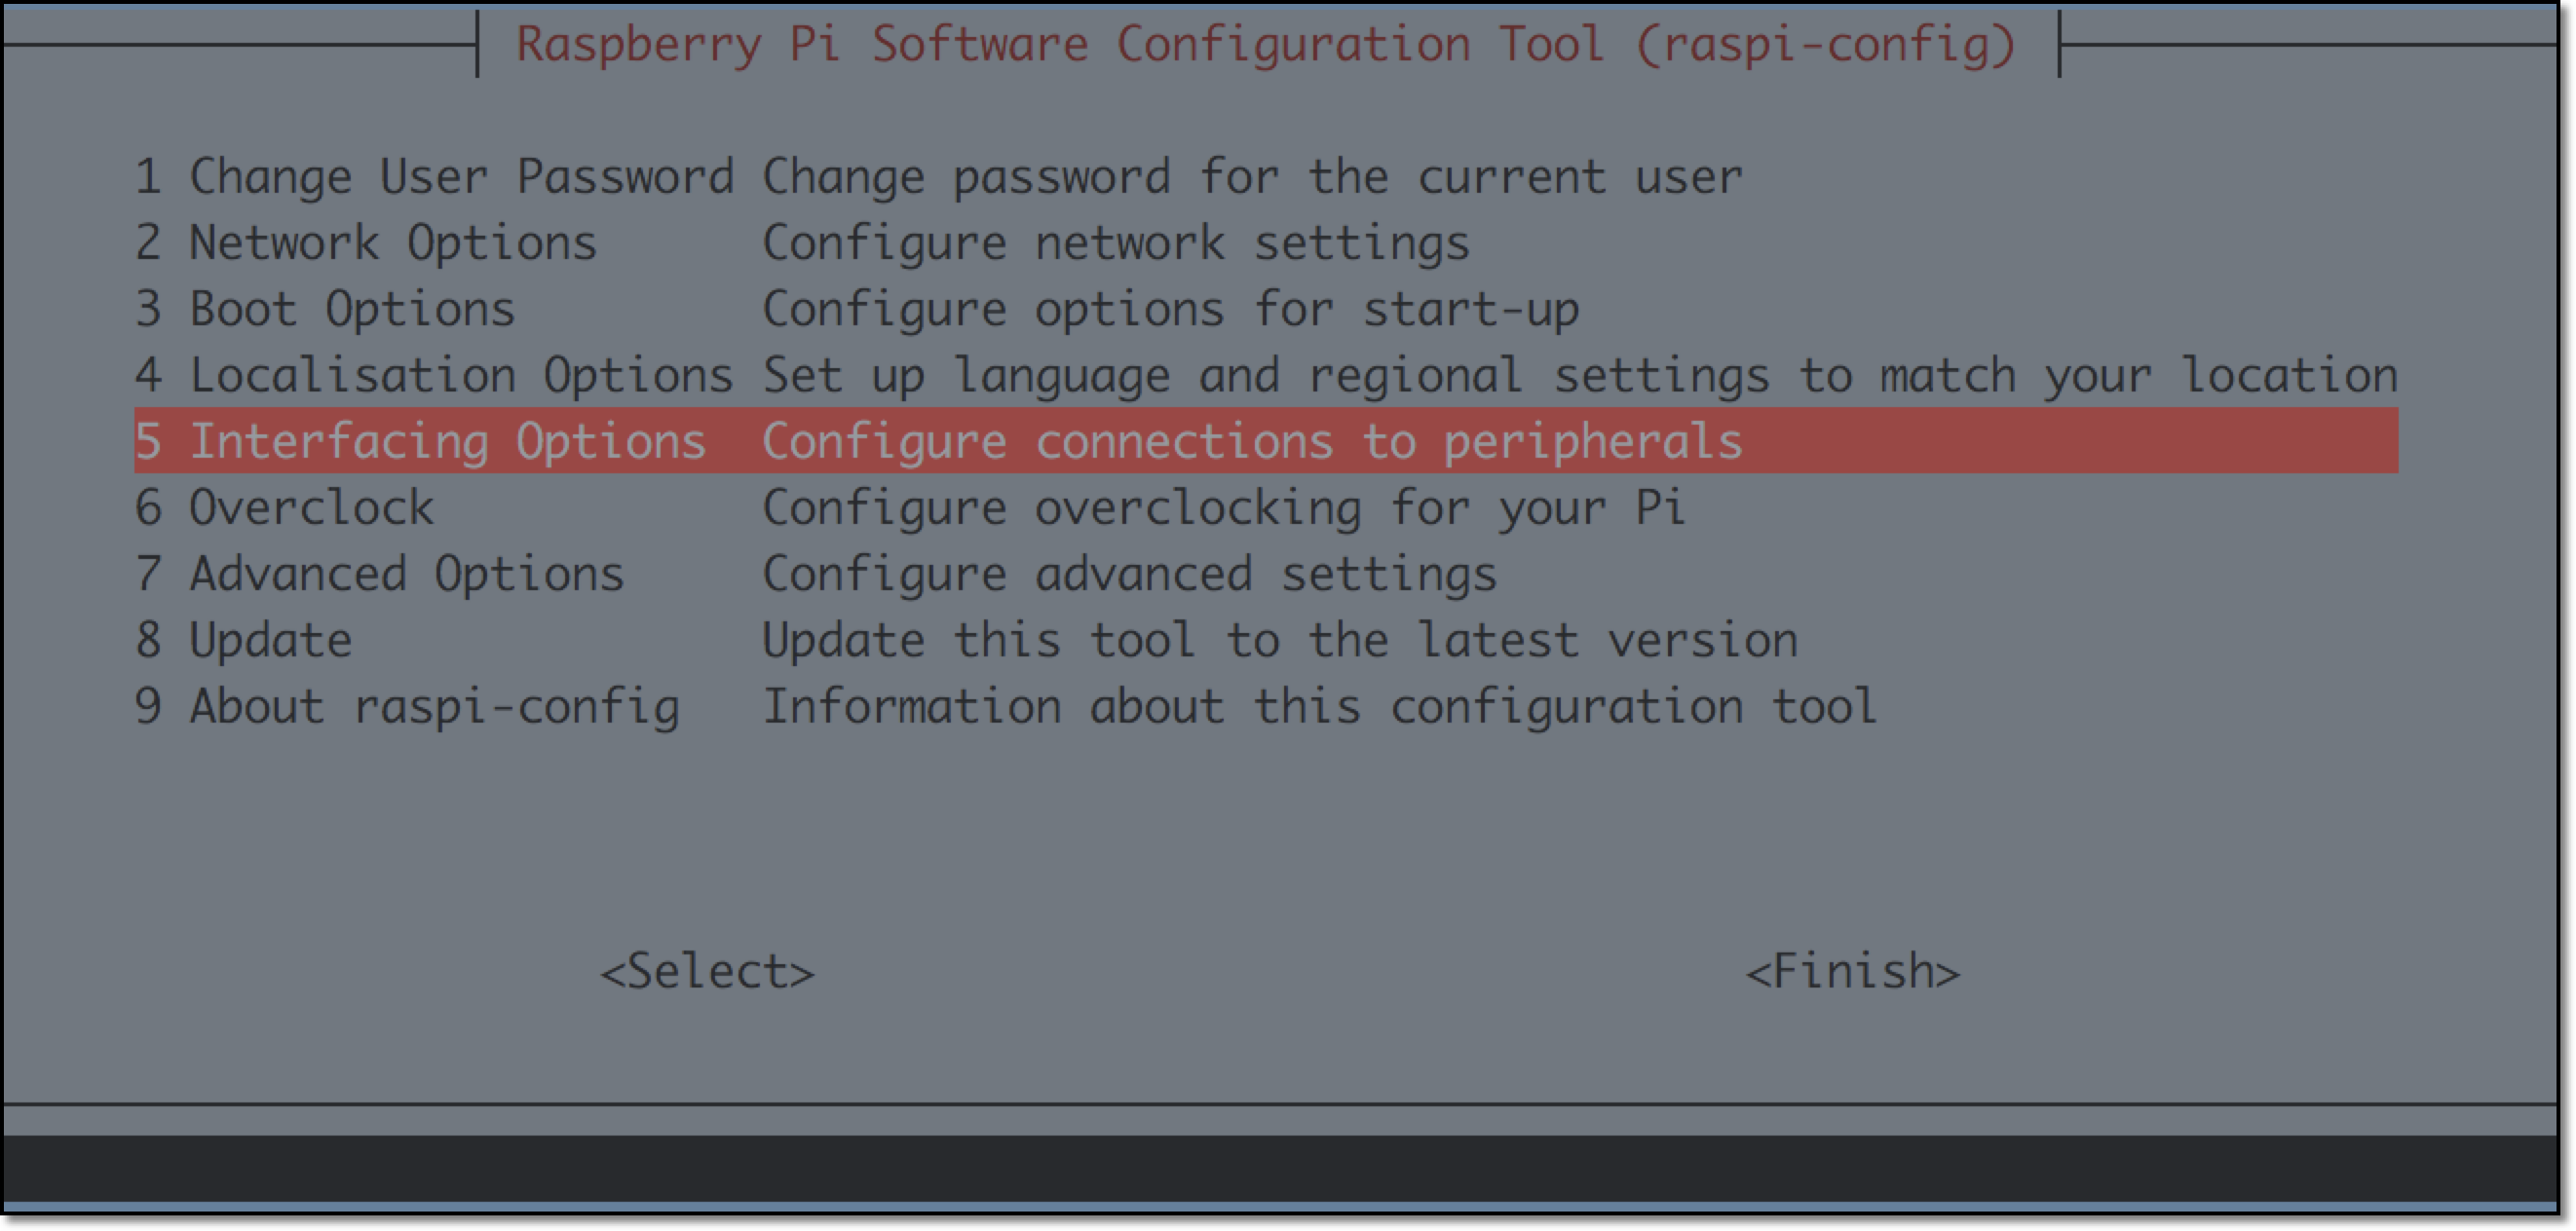 Raspberry Pi Software Configuration Tool (raspi-config)
1 Change User Password Change password for the current user
2 Network Options Configure network settings
3 Boot Options Configure options for start-up
4 Localisation Options Set up language and regional settings to match your location
5 Interfacing Options Configure connections to peripherals
6 Overclock Configure overclocking for your Pi
7 Advanced Options Configure advanced settings
8 Update Update this tool to the latest version
9 About raspi-config Information about this configuration tool
<Select> <Finish>